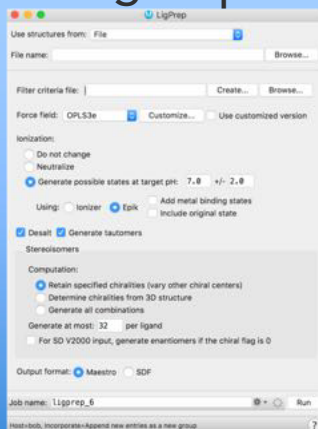 LigPrep
Use structures from: File
File name: Browse...
Filter criteria file: Create... Browse...
Force field: OPLS3e Customize... Use customized version
Ionization:
Do not change
Neutralize
Generate possible states at target pH: 7.0 +/- 2.0
Using: Ionizer Epik Add metal binding states
Include original state
Desalt Generate tautomers
Stereoisomers
Computation:
Retain specified chiralities (vary other chiral centers)
Determine chiralities from 3D structure
Generate all combinations
Generate at most: 32 per ligand
For SD V2000 input, generate enantiomers if the chiral flag is 0
Output format: Maestro SDF
Job name: ligprep_6 Run
Host=bob, Incorporate=Append new entries as a new group ?